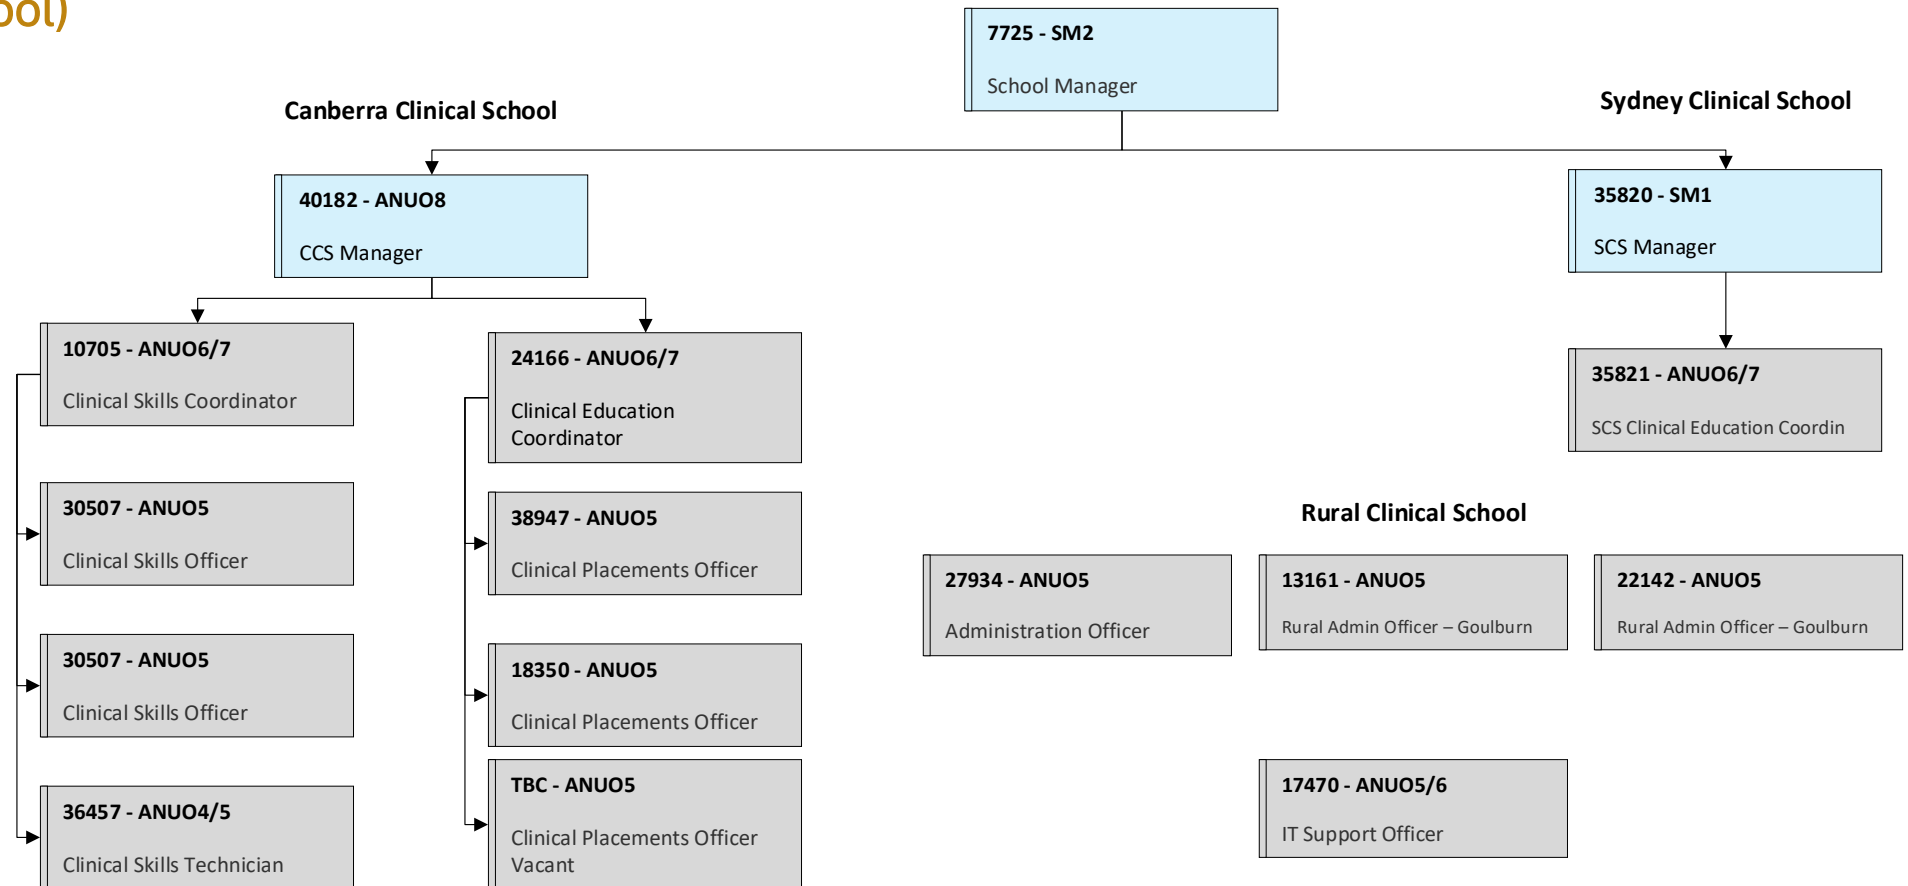 ool)
7725 - SM2
School Manager
Canberra Clinical School
Sydney Clinical School
40182 - ANUO8
CCS Manager
35820 - SM1
SCS Manager
10705 - ANUO6/7
Clinical Skills Coordinator
24166 - ANUO6/7
Clinical Education
Coordinator
35821 - ANUO6/7
SCS Clinical Education Coordin
30507 - ANUO5
Clinical Skills Officer
38947 - ANUO5
Clinical Placements Officer
Rural Clinical School
27934 - ANUO5
Administration Officer
13161 - ANUO5
Rural Admin Officer – Goulburn
22142 - ANUO5
Rural Admin Officer – Goulburn
30507 - ANUO5
Clinical Skills Officer
18350 - ANUO5
Clinical Placements Officer
36457 - ANUO4/5
Clinical Skills Technician
TBC - ANUO5
Clinical Placements Officer
Vacant
17470 - ANUO5/6
IT Support Officer